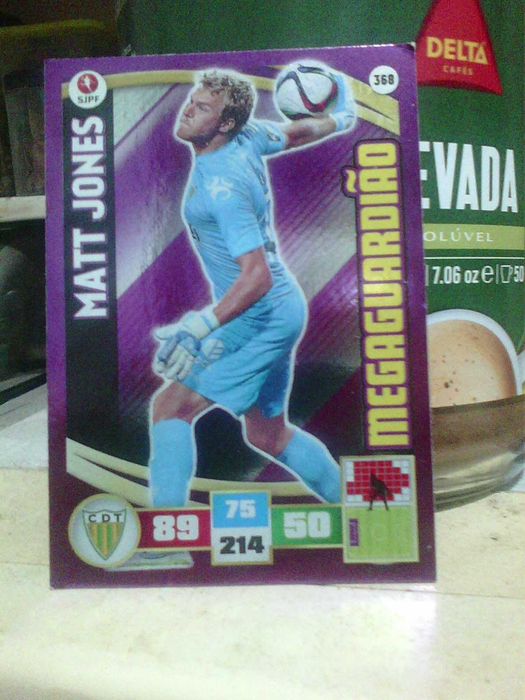 SJPF
368
MATT JONES
MEGAGUARDIÃO
CDT
89
75
214
50
DELTA
CAFÉS
EVADA
OLÚVEL
7.06 oz e 50